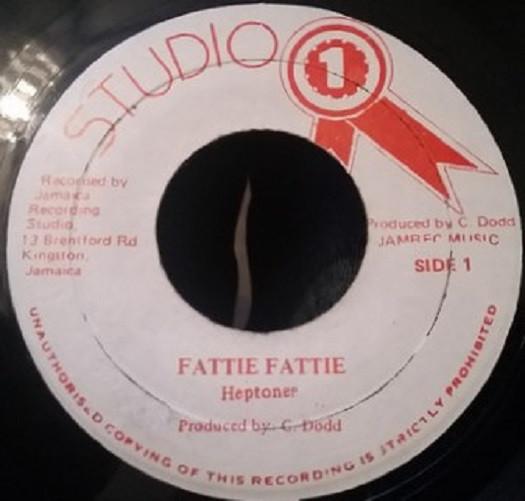 STUDIO
1
Recorded by
Jamaica
Recording
Studio,
13 Brentford Rd
Kingston,
Jamaica
Produced by C. Dodd
JAMREC MUSIC
SIDE 1
FATTIE FATTIE
Heptoner
Produced by C. Dodd
UNAUTHORISED COPYING OF THIS RECORDING IS STRICTLY PROHIBITED